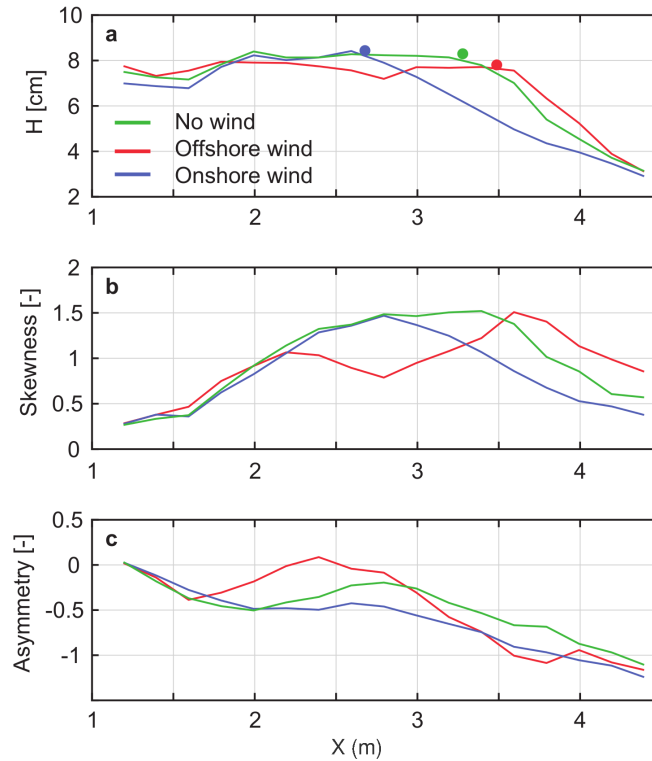 a
10
8
6
4
2
H [cm]
No wind
Offshore wind
Onshore wind
1
2
3
4
b
2
1.5
1
0.5
0
Skewness [-]
1
2
3
4
c
0.5
0
-0.5
-1
Asymmetry [-]
1
2
3
4
X (m)